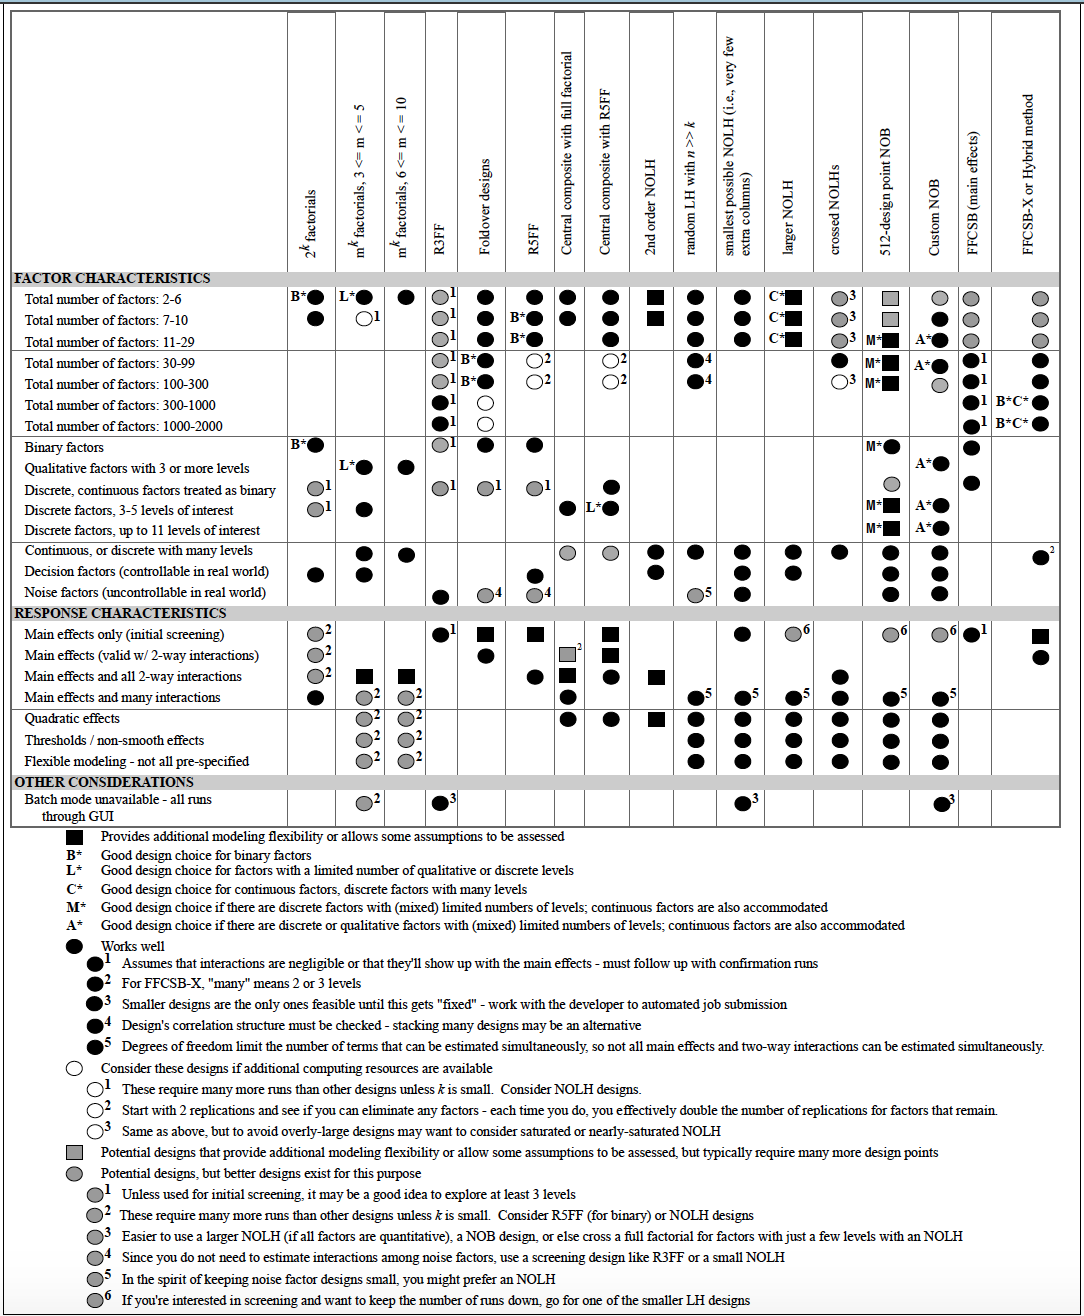 2^k factorials
m^k factorials, 3 <= m < = 5
m^k factorials, 6 <= m < = 10
R3FF
Foldover designs
R5FF
Central composite with full factorial
Central composite with R5FF
2nd order NOLH
random LH with n >> k
smallest possible NOLH (i.e., very few extra columns)
larger NOLH
crossed NOLHs
512-design point NOB
Custom NOB
FFCSB (main effects)
FFCSB-X or Hybrid method
FACTOR CHARACTERISTICS
Total number of factors: 2-6 B* L* 1 C* 3
Total number of factors: 7-10 1 1 B* C* 3
Total number of factors: 11-29 1 B* C* 3 M* A*
Total number of factors: 30-99 1 B* 2 2 4 M* A* 1
Total number of factors: 100-300 1 B* 2 2 4 3 M* 1
Total number of factors: 300-1000 1 1 B*C*
Total number of factors: 1000-2000 1 1 B*C*
Binary factors B* 1 M*
Qualitative factors with 3 or more levels L* A*
Discrete, continuous factors treated as binary 1 1 1 1
Discrete factors, 3-5 levels of interest 1 L* M* A*
Discrete factors, up to 11 levels of interest M* A*
Continuous, or discrete with many levels 2
Decision factors (controllable in real world)
Noise factors (uncontrollable in real world) 4 4 5
RESPONSE CHARACTERISTICS
Main effects only (initial screening) 2 1 6 6 6 1
Main effects (valid w/ 2-way interactions) 2 2
Main effects and all 2-way interactions 2
Main effects and many interactions 2 2 5 5 5 5 5
Quadratic effects 2 2
Thresholds / non-smooth effects 2 2
Flexible modeling - not all pre-specified 2 2
OTHER CONSIDERATIONS
Batch mode unavailable - all runs 2 3 3 3
through GUI
Provides additional modeling flexibility or allows some assumptions to be assessed
B* Good design choice for binary factors
L* Good design choice for factors with a limited number of qualitative or discrete levels
C* Good design choice for continuous factors, discrete factors with many levels
M* Good design choice if there are discrete factors with (mixed) limited numbers of levels; continuous factors are also accommodated
A* Good design choice if there are discrete or qualitative factors with (mixed) limited numbers of levels; continuous factors are also accommodated
Works well
1 Assumes that interactions are negligible or that they'll show up with the main effects - must follow up with confirmation runs
2 For FFCSB-X, "many" means 2 or 3 levels
3 Smaller designs are the only ones feasible until this gets "fixed" - work with the developer to automated job submission
4 Design's correlation structure must be checked - stacking many designs may be an alternative
5 Degrees of freedom limit the number of terms that can be estimated simultaneously, so not all main effects and two-way interactions can be estimated simultaneously.
Consider these designs if additional computing resources are available
1 These require many more runs than other designs unless k is small. Consider NOLH designs.
2 Start with 2 replications and see if you can eliminate any factors - each time you do, you effectively double the number of replications for factors that remain.
3 Same as above, but to avoid overly-large designs may want to consider saturated or nearly-saturated NOLH
Potential designs that provide additional modeling flexibility or allow some assumptions to be assessed, but typically require many more design points
Potential designs, but better designs exist for this purpose
1 Unless used for initial screening, it may be a good idea to explore at least 3 levels
2 These require many more runs than other designs unless k is small. Consider R5FF (for binary) or NOLH designs
3 Easier to use a larger NOLH (if all factors are quantitative), a NOB design, or else cross a full factorial for factors with just a few levels with an NOLH
4 Since you do not need to estimate interactions among noise factors, use a screening design like R3FF or a small NOLH
5 In the spirit of keeping noise factor designs small, you might prefer an NOLH
6 If you're interested in screening and want to keep the number of runs down, go for one of the smaller LH designs